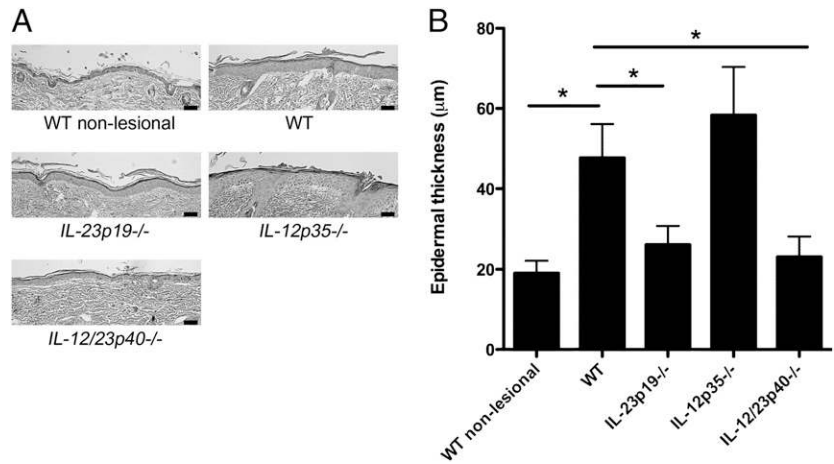 A
WT non-lesional
WT
IL-23p19-/-
IL-12p35-/-
IL-12/23p40-/-
B
Epidermal thickness (μm)
80
60
40
20
0
*
*
*
WT non-lesional
WT
IL-23p19-/-
IL-12p35-/-
IL-12/23p40-/-